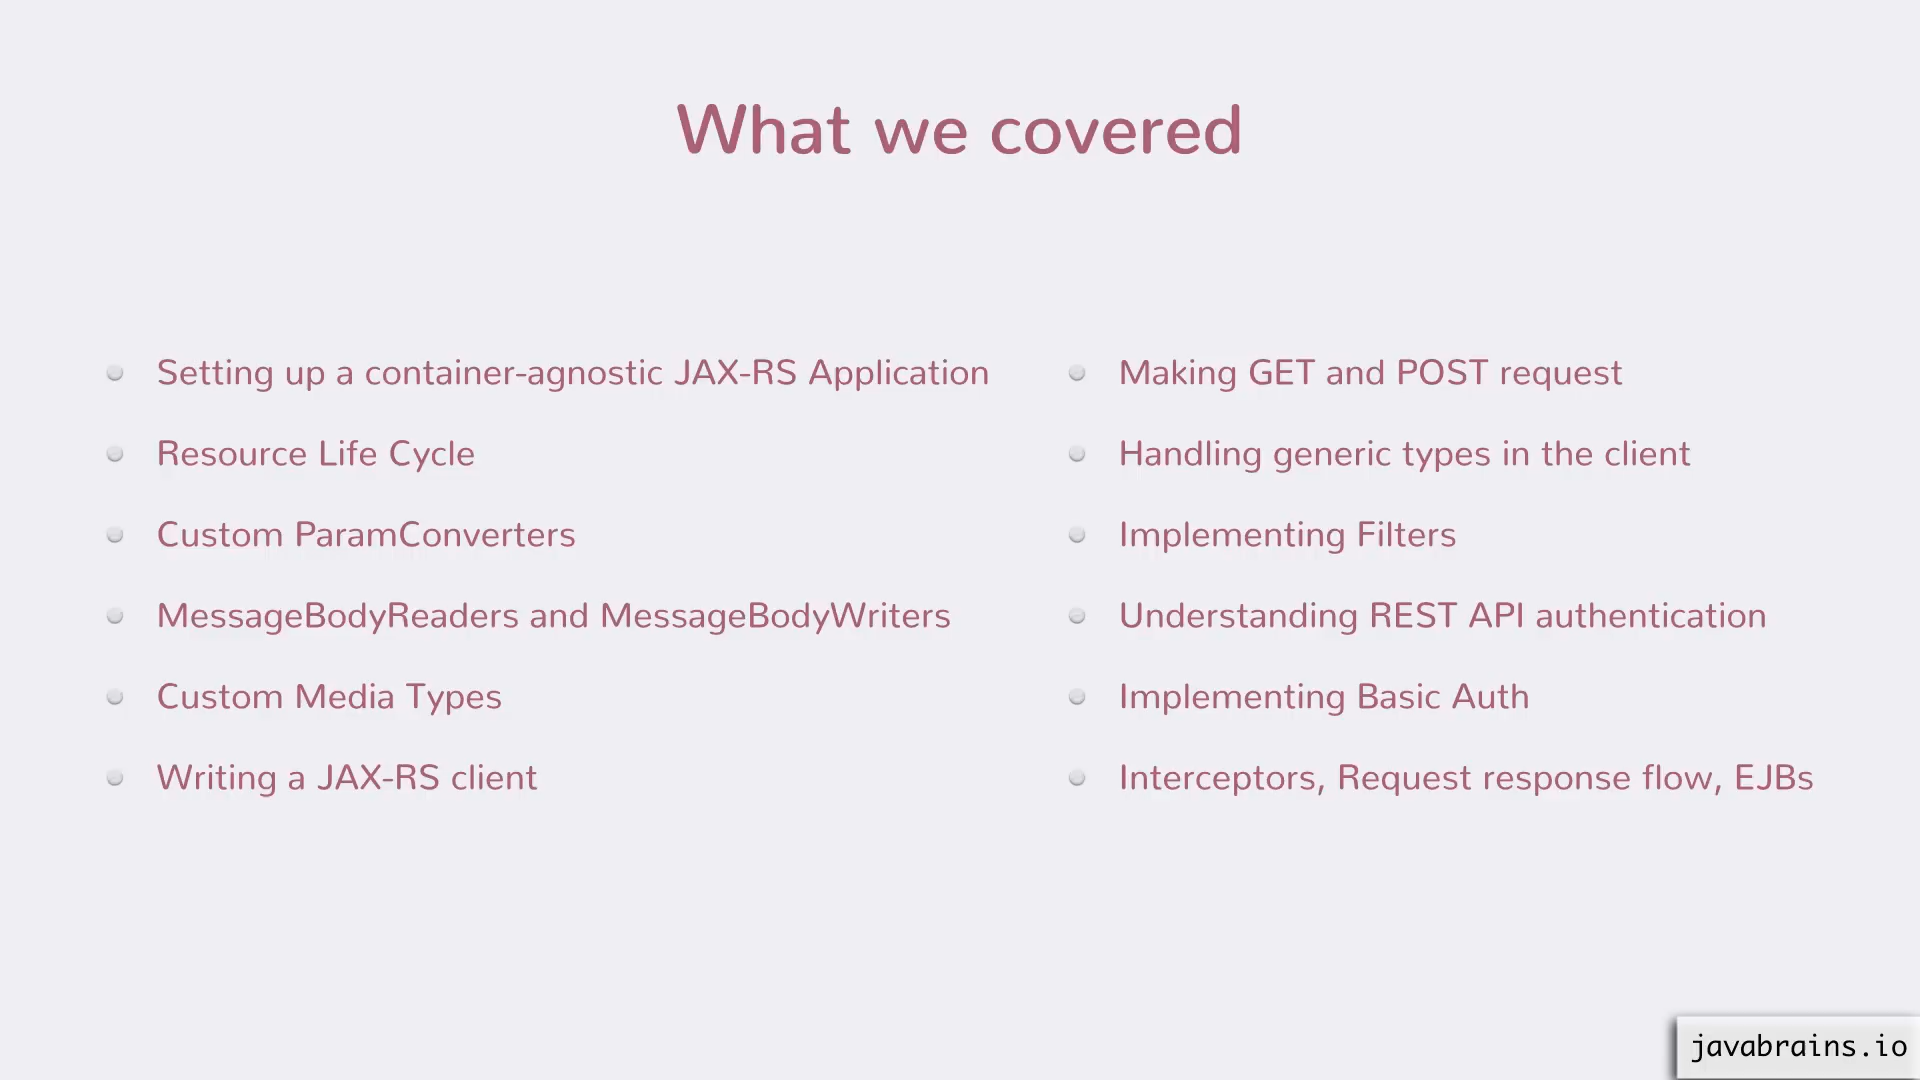 What we covered
Setting up a container-agnostic JAX-RS Application
Resource Life Cycle
Custom ParamConverters
MessageBodyReaders and MessageBodyWriters
Custom Media Types
Writing a JAX-RS client
Making GET and POST request
Handling generic types in the client
Implementing Filters
Understanding REST API authentication
Implementing Basic Auth
Interceptors, Request response flow, EJBs
javabrains.io